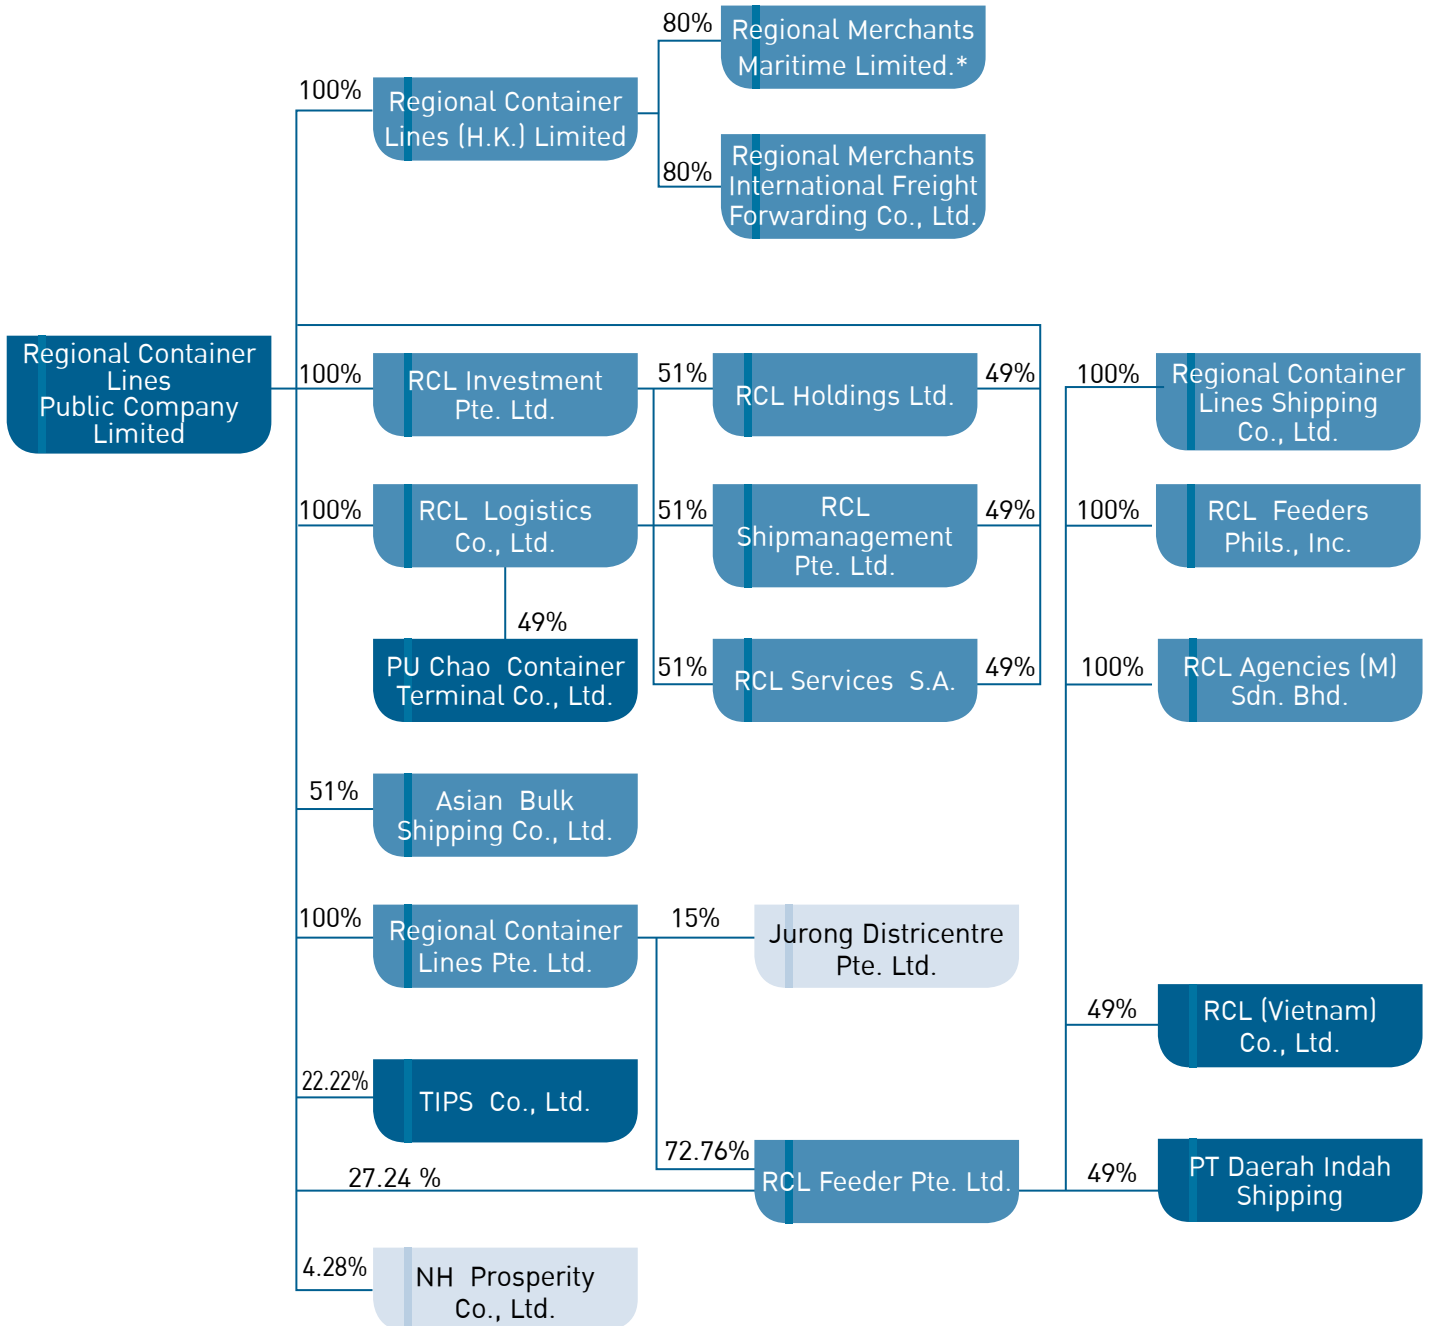 80%
Regional Merchants
Maritime Limited.*
100%
Regional Container
Lines (H.K.) Limited
80%
Regional Merchants
International Freight
Forwarding Co., Ltd.
Regional Container
Lines
Public Company
Limited
100%
RCL Investment
Pte. Ltd.
51%
RCL Holdings Ltd.
49%
100%
Regional Container
Lines Shipping
Co., Ltd.
100%
RCL Logistics
Co., Ltd.
51%
RCL
Shipmanagement
Pte. Ltd.
49%
100%
RCL Feeders
Phils., Inc.
49%
PU Chao Container
Terminal Co., Ltd.
51%
RCL Services S.A.
49%
100%
RCL Agencies (M)
Sdn. Bhd.
51%
Asian Bulk
Shipping Co., Ltd.
100%
Regional Container
Lines Pte. Ltd.
15%
Jurong Districentre
Pte. Ltd.
49%
RCL (Vietnam)
Co., Ltd.
22.22%
TIPS Co., Ltd.
72.76%
27.24 %
RCL Feeder Pte. Ltd.
49%
PT Daerah Indah
Shipping
4.28%
NH Prosperity
Co., Ltd.